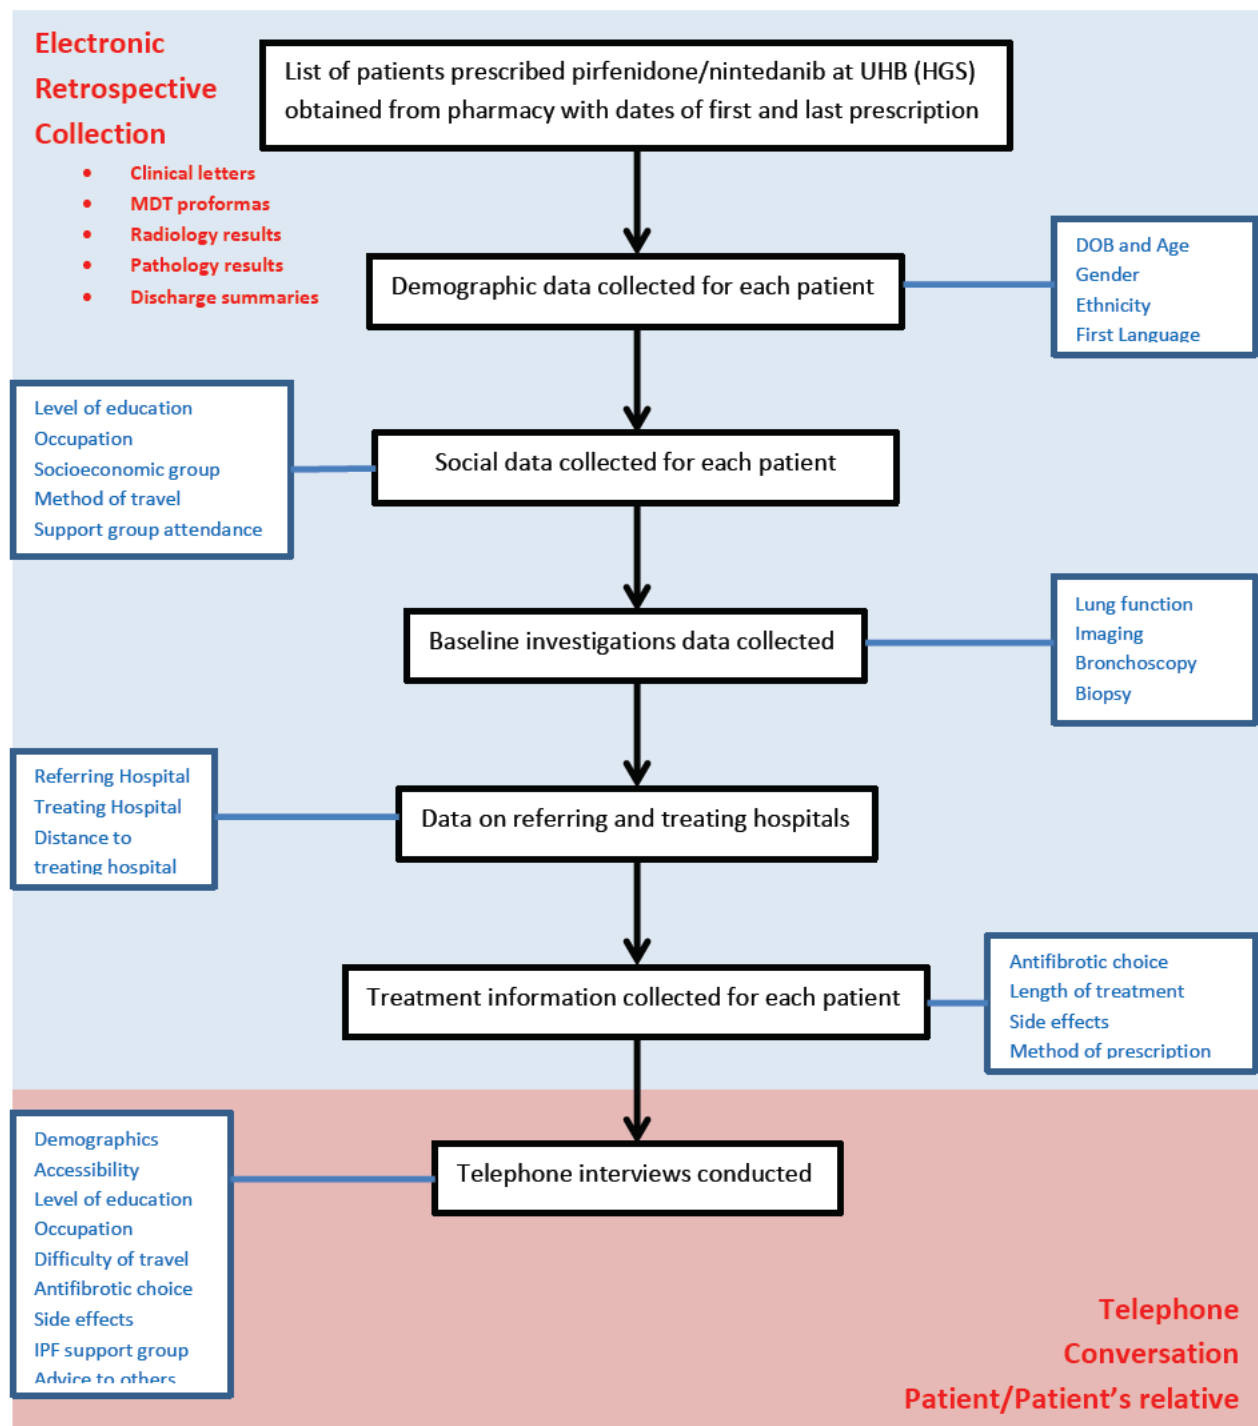 Electronic
Retrospective
Collection
• Clinical letters
• MDT proformas
• Radiology results
• Pathology results
• Discharge summaries
List of patients prescribed pirfenidone/nintedanib at UHB (HGS)
obtained from pharmacy with dates of first and last prescription
Demographic data collected for each patient
DOB and Age
Gender
Ethnicity
First Language
Social data collected for each patient
Level of education
Occupation
Socioeconomic group
Method of travel
Support group attendance
Baseline investigations data collected
Lung function
Imaging
Bronchoscopy
Biopsy
Data on referring and treating hospitals
Referring Hospital
Treating Hospital
Distance to
treating hospital
Treatment information collected for each patient
Antifibrotic choice
Length of treatment
Side effects
Method of prescription
Telephone interviews conducted
Demographics
Accessibility
Level of education
Occupation
Difficulty of travel
Antifibrotic choice
Side effects
IPF support group
Advice to others
Telephone
Conversation
Patient/Patient's relative